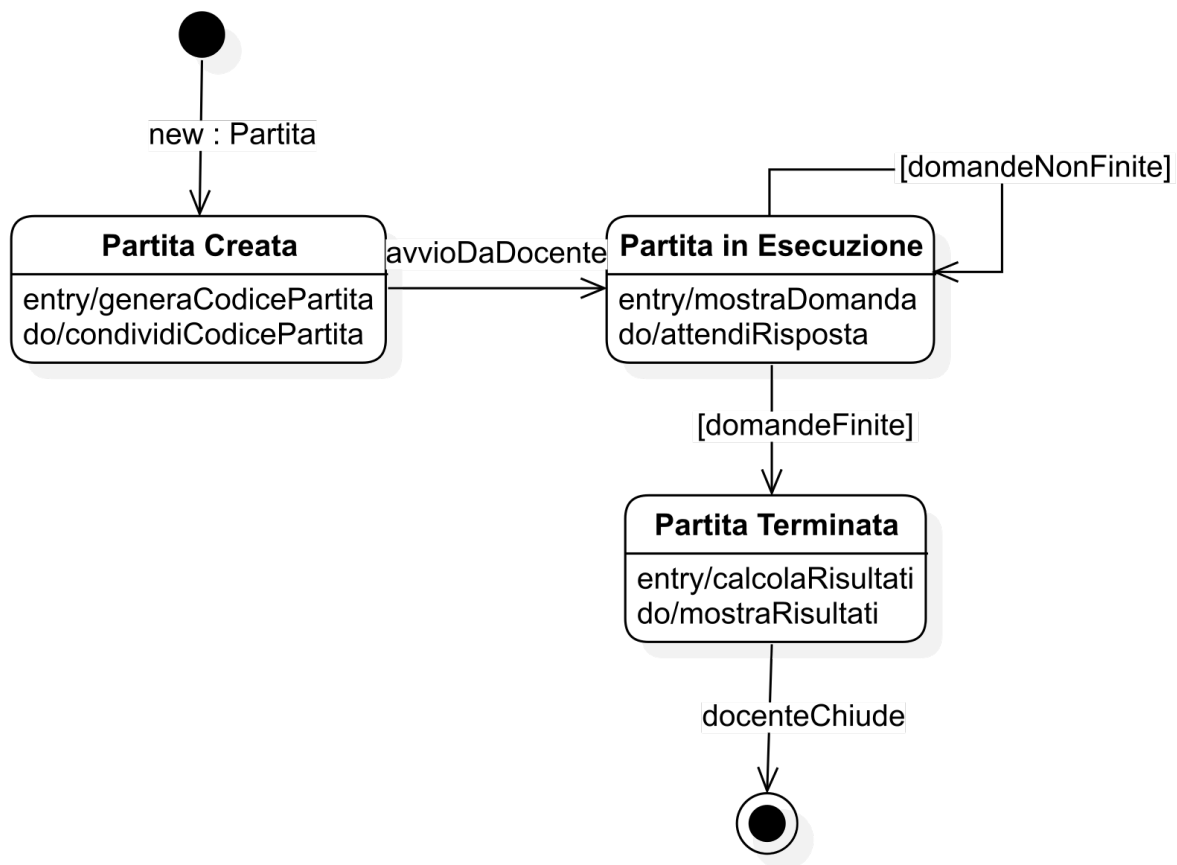 new : Partita
[domandeNonFinite]
Partita Creata
entry/generaCodicePartita
do/condividiCodicePartita
avvioDaDocente
Partita in Esecuzione
entry/mostraDomanda
do/attendiRisposta
[domandeFinite]
Partita Terminata
entry/calcolaRisultati
do/mostraRisultati
docenteChiude